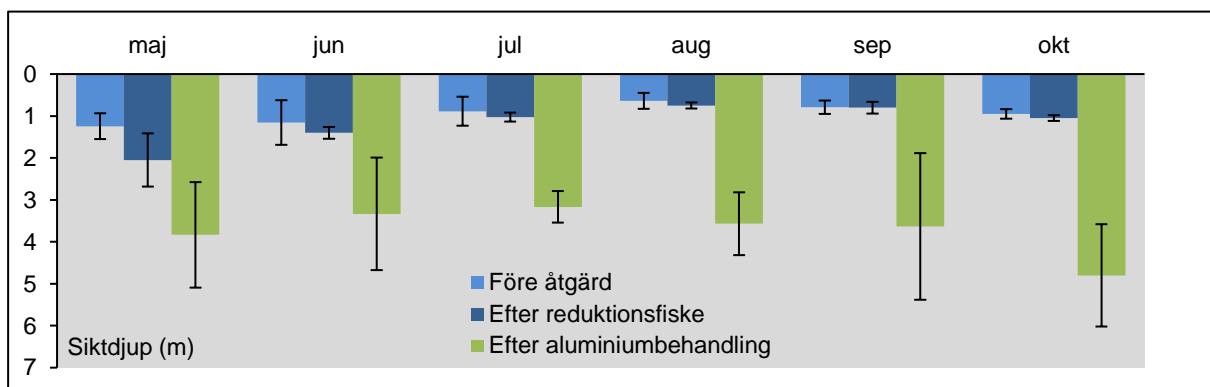 maj jun jul aug sep okt
0
1
2
3
4
5
6
7
Före åtgärd
Efter reduktionsfiske
Efter aluminiumbehandling
Siktdjup (m)